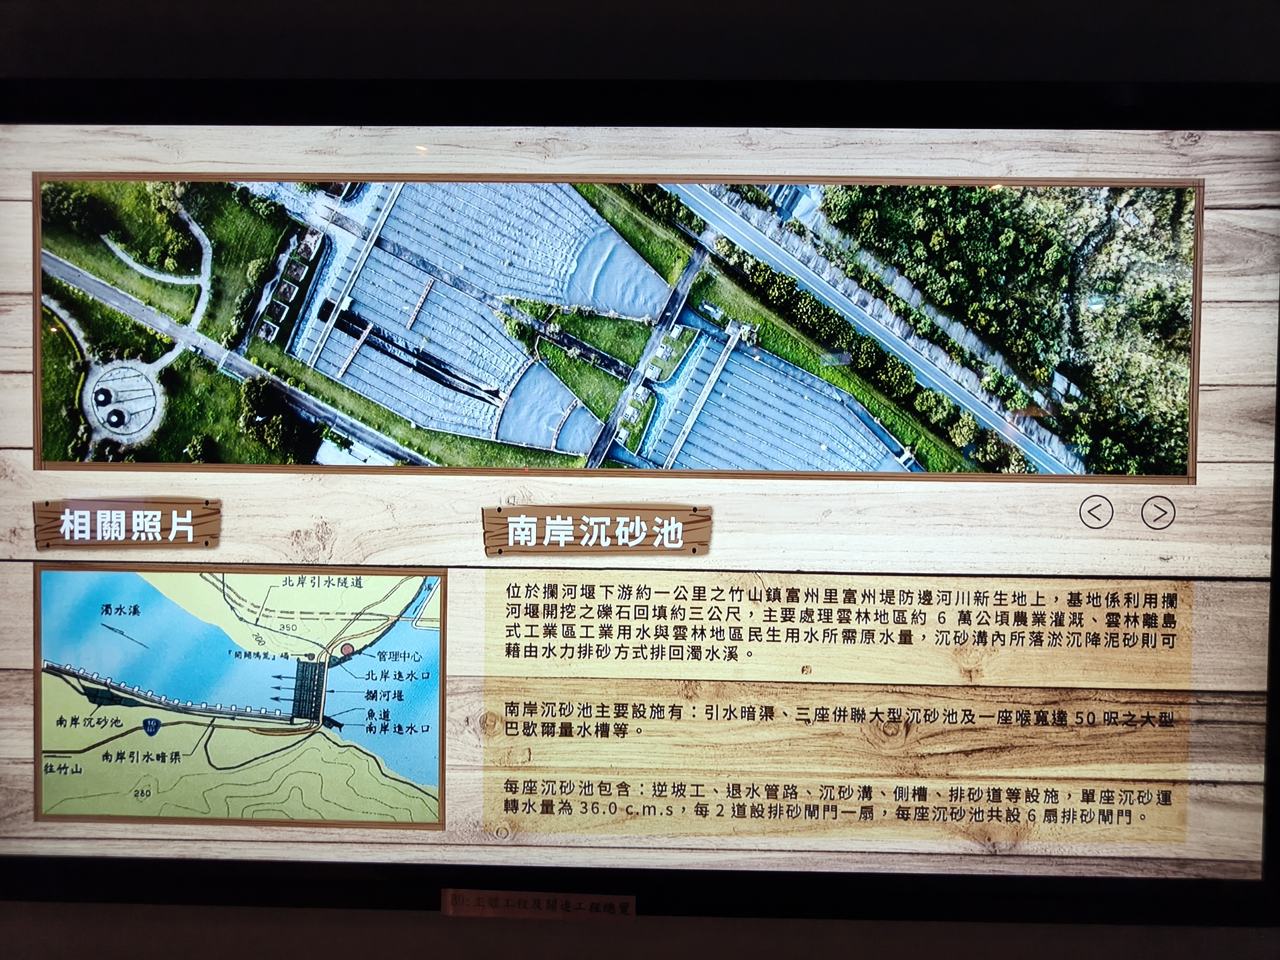 相關照片
南岸沉砂池
位於攔河堰下游約一公里之竹山鎮富州里富州堤防邊河川新生地上，基地係利用攔
河堰開挖之礫石回填約三公尺，主要處理雲林地區約 6 萬公頃農業灌溉、雲林離島
式工業區工業用水與雲林地區民生用水所需原水量，沉砂溝內所落淤沉降泥砂則可
藉由水力排砂方式排回濁水溪。
南岸沉砂池主要設施有：引水暗渠、三座併聯大型沉砂池及一座喉寬達 50 呎之大型
巴歇爾量水槽等。
每座沉砂池包含：逆坡工、退水管路、沉砂溝、側槽、排砂道等設施，單座沉砂運
轉水量為 36.0 c.m.s，每 2 道設排砂閘門一扇，每座沉砂池共設 6 扇排砂閘門。
北岸引水隧道
濁水溪
350
管理中心
北岸進水口
攔河堰
魚道
南岸進水口
南岸沉砂池
南岸引水暗渠
往竹山
280